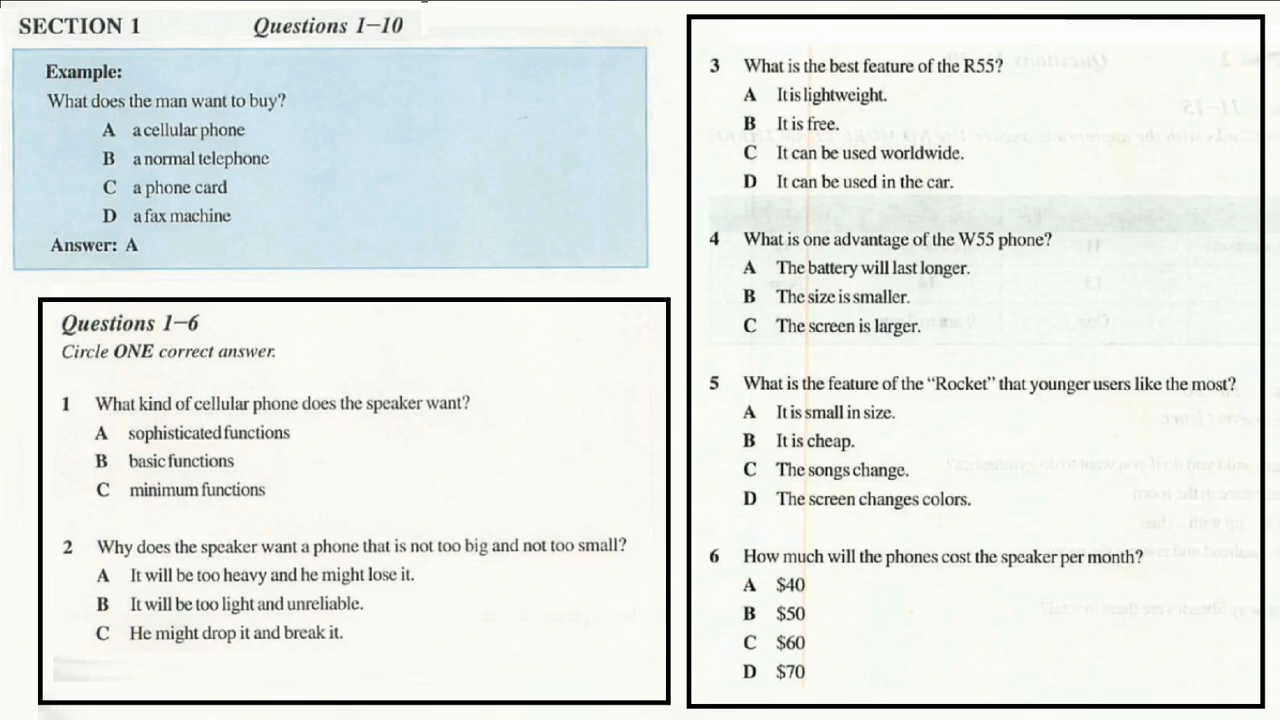 SECTION 1 Questions 1–10
Example:
What does the man want to buy?
A a cellular phone
B a normal telephone
C a phone card
D a fax machine
Answer: A
Questions 1–6
Circle ONE correct answer.
1 What kind of cellular phone does the speaker want?
A sophisticated functions
B basic functions
C minimum functions
2 Why does the speaker want a phone that is not too big and not too small?
A It will be too heavy and he might lose it.
B It will be too light and unreliable.
C He might drop it and break it.
3 What is the best feature of the R55?
A It is lightweight.
B It is free.
C It can be used worldwide.
D It can be used in the car.
4 What is one advantage of the W55 phone?
A The battery will last longer.
B The size is smaller.
C The screen is larger.
5 What is the feature of the “Rocket” that younger users like the most?
A It is small in size.
B It is cheap.
C The songs change.
D The screen changes colors.
6 How much will the phones cost the speaker per month?
A $40
B $50
C $60
D $70